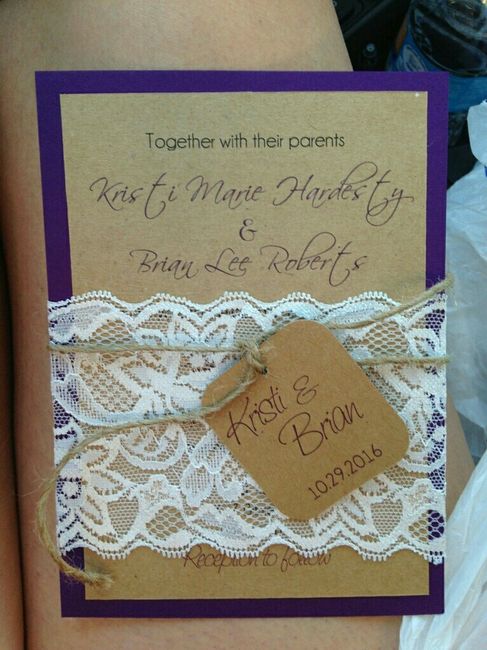 Together with their parents
Kristi Marie Hardesty
&
Brian Lee Roberts
Kristi &
Brian
10.29.2016
Reception to follow